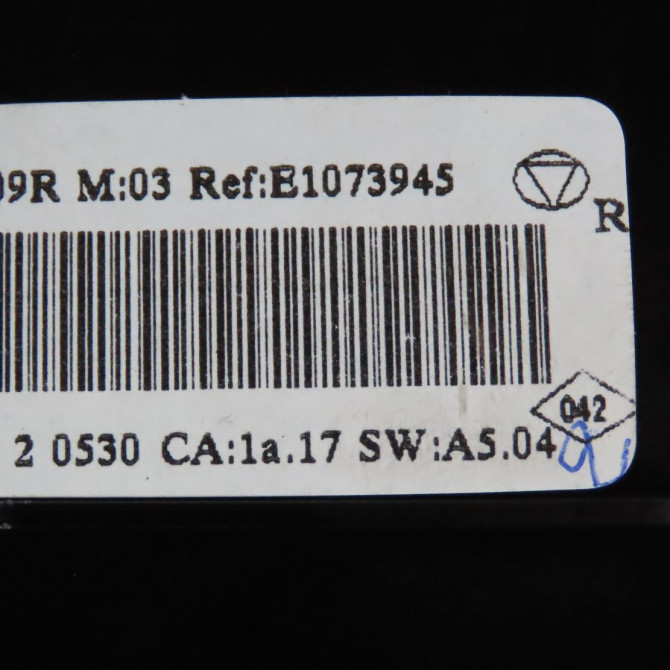 09R M:03 Ref:E1073945
R
042
2 0530 CA:1a.17 SW:A5.04